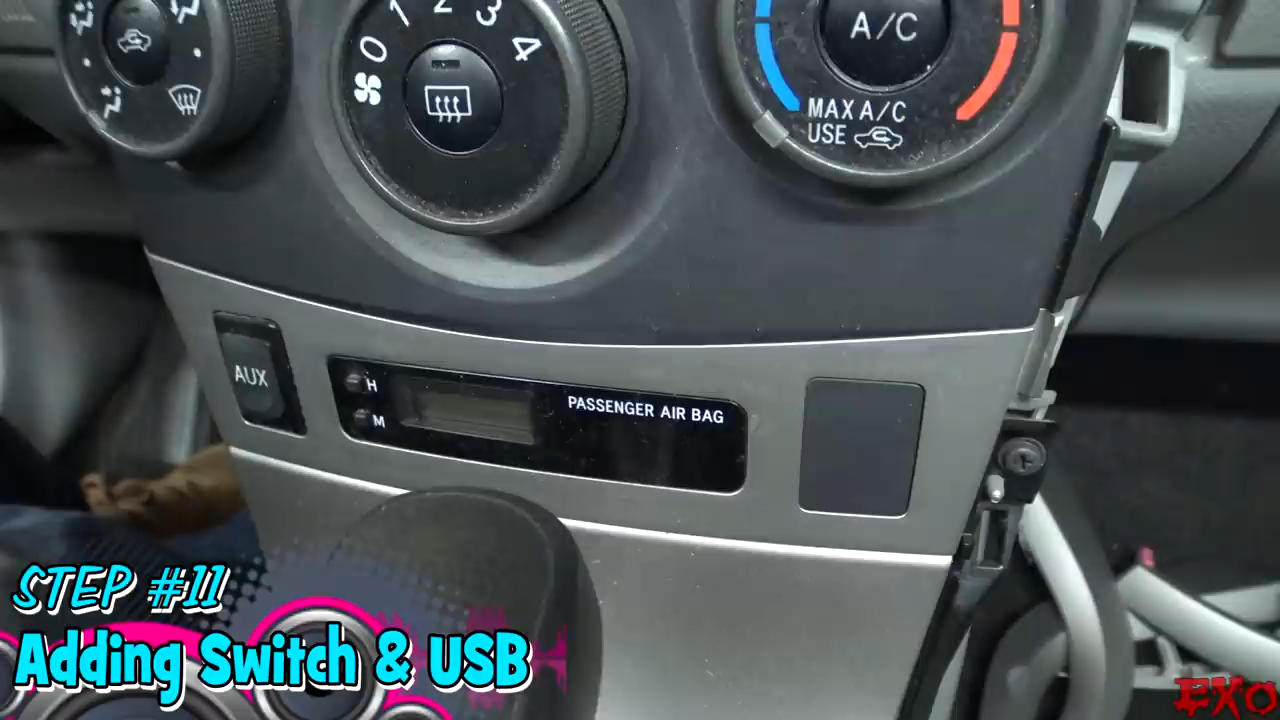 0 1 2 3 4
A/C
MAX A/C
USE
AUX
H
M
PASSENGER AIR BAG
STEP #11
Adding Switch & USB
EXO